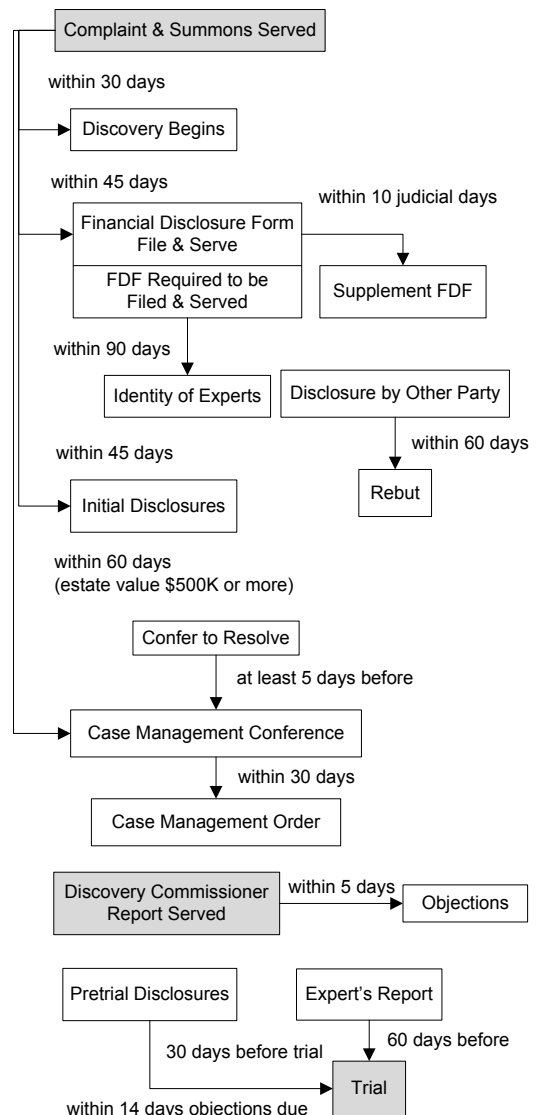 Complaint & Summons Served
within 30 days
Discovery Begins
within 45 days
within 10 judicial days
Financial Disclosure Form
File & Serve
FDF Required to be
Filed & Served
Supplement FDF
within 90 days
Identity of Experts
Disclosure by Other Party
within 60 days
within 45 days
Rebut
Initial Disclosures
within 60 days
(estate value $500K or more)
Confer to Resolve
at least 5 days before
Case Management Conference
within 30 days
Case Management Order
Discovery Commissioner
Report Served
within 5 days
Objections
Pretrial Disclosures
Expert's Report
60 days before
30 days before trial
Trial
within 14 days objections due